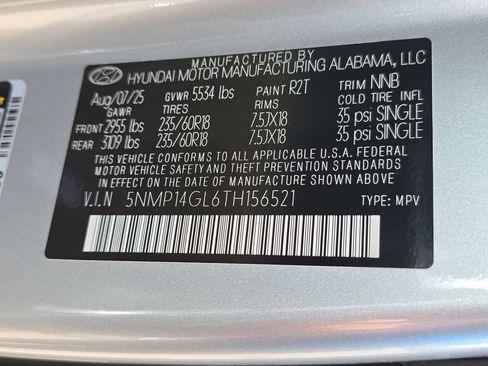 MANUFACTURED BY
HYUNDAI MOTOR MANUFACTURING ALABAMA, LLC
Aug/07/25 GVWR 5534 lbs PAINT R2T TRIM NNB
GAWR TIRES RIMS COLD TIRE INFL
FRONT 2955 lbs 235/60R18 7.5JX18 35 psi SINGLE
REAR 3109 lbs 235/60R18 7.5JX18 35 psi SINGLE
THIS VEHICLE CONFORMS TO ALL APPLICABLE U.S.A. FEDERAL
MOTOR VEHICLE SAFETY AND THEFT PREVENTION STANDARDS
IN EFFECT ON THE DATE OF MANUFACTURE SHOWN ABOVE.
V.I.N 5NMP14GL6TH156521 TYPE: MPV